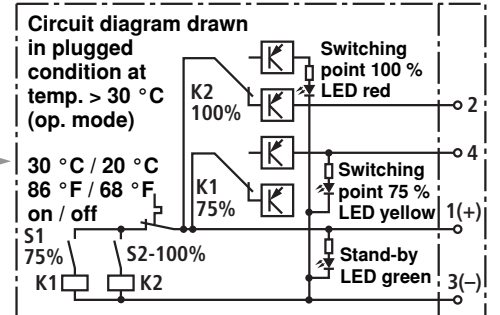 Circuit diagram drawn
in plugged
condition at
temp. > 30 °C
(op. mode)
30 °C / 20 °C
86 °F / 68 °F
on / off
S1
75%
K1
S2-100%
K2
K2
100%
K1
75%
Switching
point 100 %
LED red
2
4
Switching
point 75 %
LED yellow
1(+)
Stand-by
LED green
3(–)